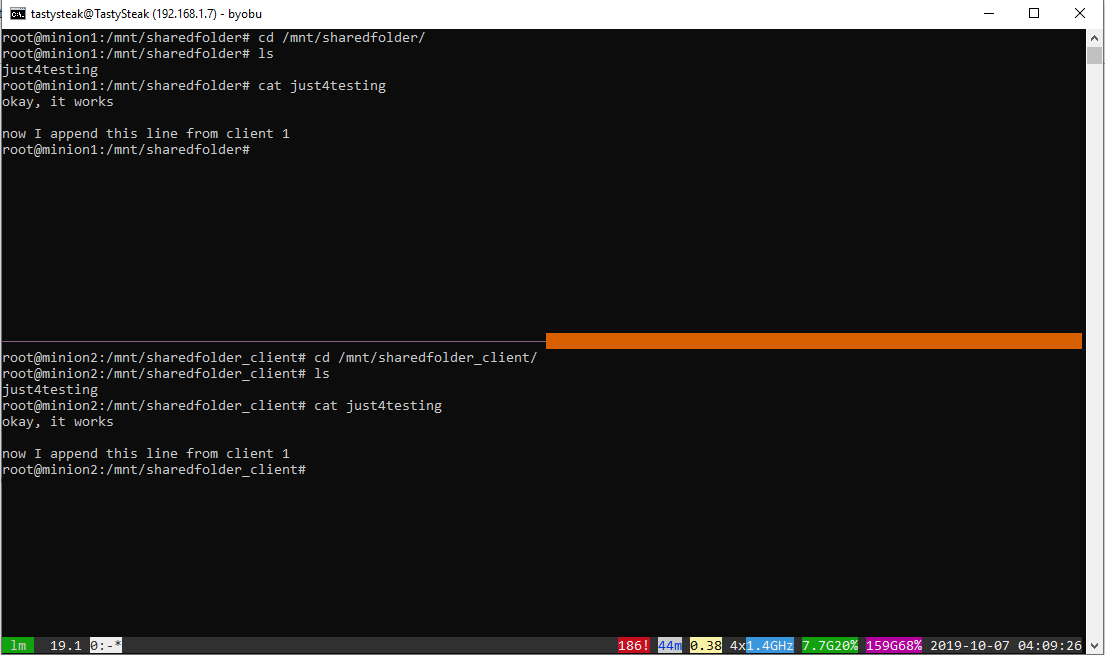 tastysteak@TastySteak (192.168.1.7) - byobu
root@minion1:/mnt/sharedfolder# cd /mnt/sharedfolder/
root@minion1:/mnt/sharedfolder# ls
just4testing
root@minion1:/mnt/sharedfolder# cat just4testing
okay, it works
now I append this line from client 1
root@minion1:/mnt/sharedfolder#
root@minion2:/mnt/sharedfolder_client# cd /mnt/sharedfolder_client/
root@minion2:/mnt/sharedfolder_client# ls
just4testing
root@minion2:/mnt/sharedfolder_client# cat just4testing
okay, it works
now I append this line from client 1
root@minion2:/mnt/sharedfolder_client#
lm 19.1 0:-* 186! 44m 0.38 4x1.4GHz 7.7G20% 159G68% 2019-10-07 04:09:26